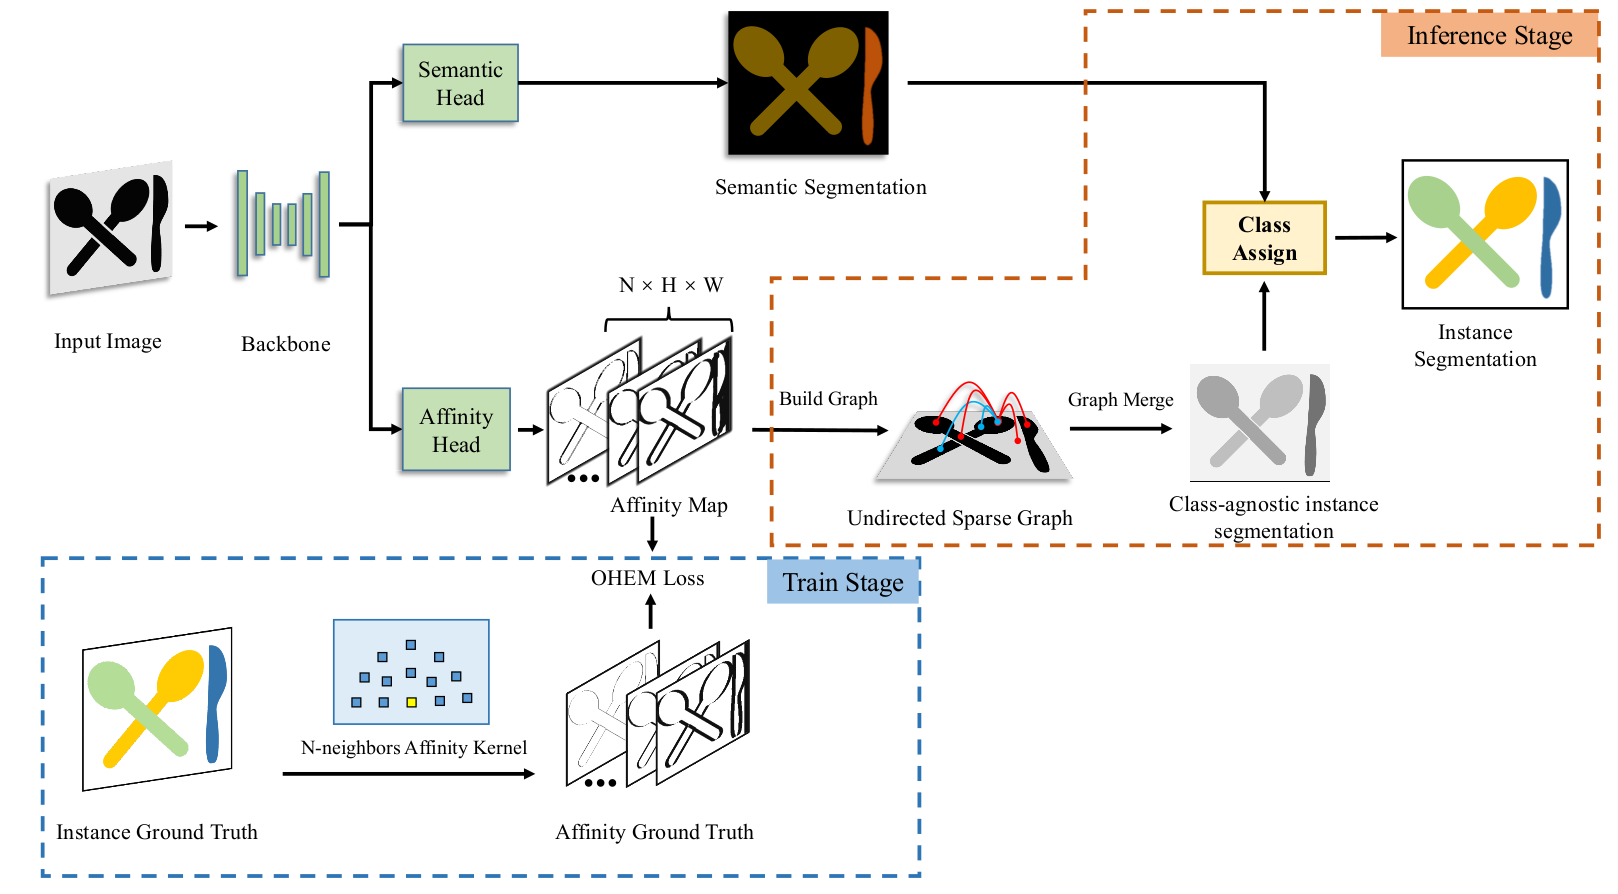 Inference Stage
Semantic
Head
Semantic Segmentation
Class
Assign
Input Image
Backbone
N × H × W
Instance
Segmentation
Affinity
Head
Build Graph
Graph Merge
Affinity Map
Undirected Sparse Graph
Class-agnostic instance
segmentation
OHEM Loss
Train Stage
N-neighbors Affinity Kernel
Instance Ground Truth
Affinity Ground Truth